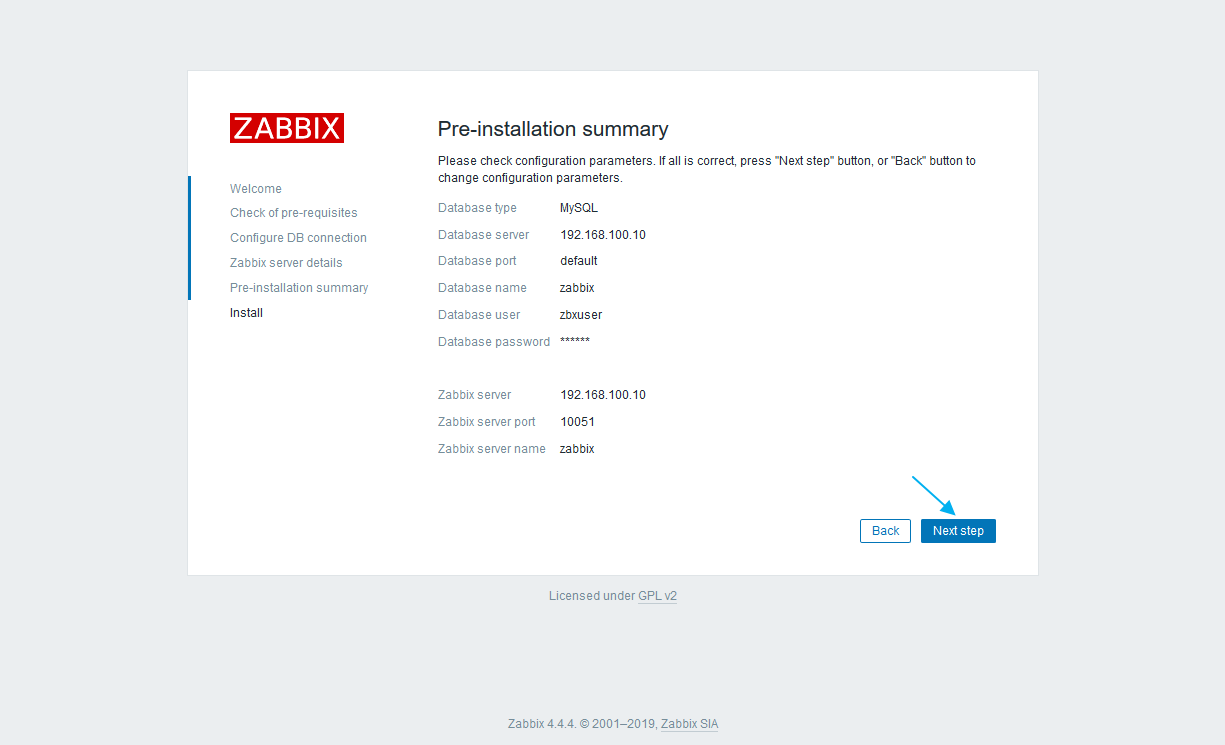 ZABBIX
Welcome
Check of pre-requisites
Configure DB connection
Zabbix server details
Pre-installation summary
Install
Pre-installation summary
Please check configuration parameters. If all is correct, press "Next step" button, or "Back" button to
change configuration parameters.
Database type MySQL
Database server 192.168.100.10
Database port default
Database name zabbix
Database user zbxuser
Database password ******
Zabbix server 192.168.100.10
Zabbix server port 10051
Zabbix server name zabbix
Back Next step
Licensed under GPL v2
Zabbix 4.4.4. © 2001–2019, Zabbix SIA